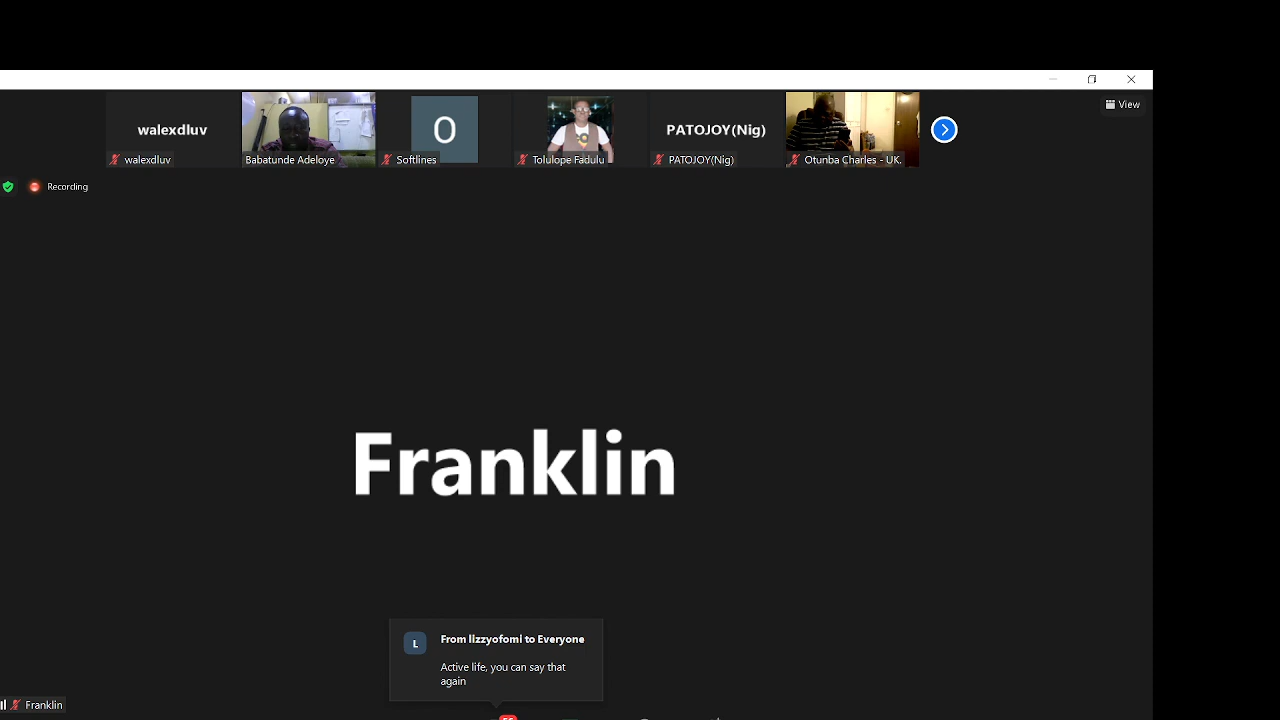 View
walexdluv
O
PATOJOY(Nig)
walexdluv
Babatunde Adeloye
Softlines
Tolulope Fadulu
PATOJOY(Nig)
Otunba Charles - UK.
Recording
Franklin
L
From lizzyofoml to Everyone
Active life, you can say that
again
Franklin